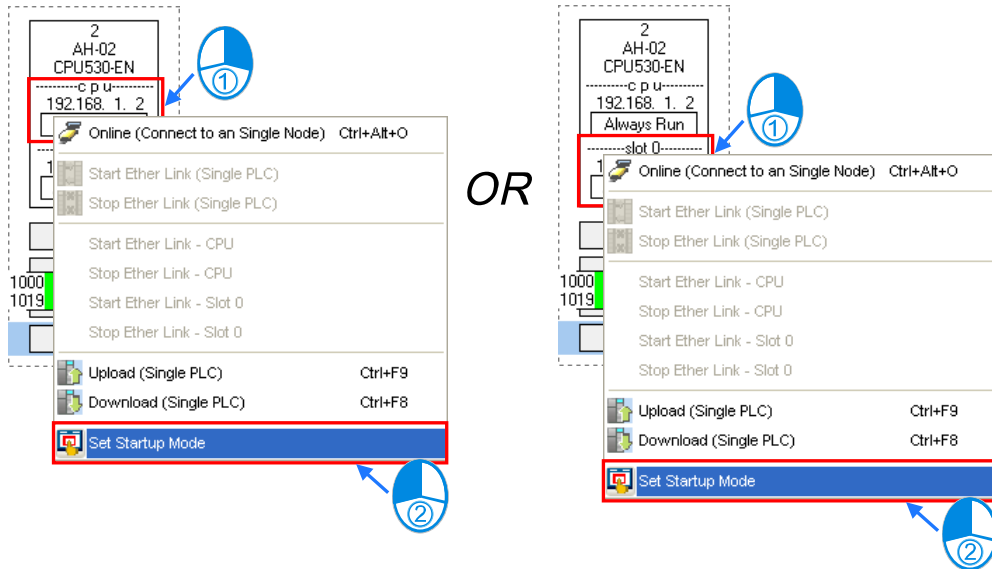 2
AH-02
CPU530-EN
--------c p u--------
192.168. 1. 2
①
Online (Connect to an Single Node) Ctrl+Alt+O
1
Start Ether Link (Single PLC)
Stop Ether Link (Single PLC)
Start Ether Link - CPU
Stop Ether Link - CPU
1000
Start Ether Link - Slot 0
1019
Stop Ether Link - Slot 0
Upload (Single PLC) Ctrl+F9
Download (Single PLC) Ctrl+F8
Set Startup Mode
②
OR
2
AH-02
CPU530-EN
--------c p u--------
192.168. 1. 2
Always Run
①
--------slot 0--------
1
Online (Connect to an Single Node) Ctrl+Alt+O
Start Ether Link (Single PLC)
Stop Ether Link (Single PLC)
1000
Start Ether Link - CPU
1019
Stop Ether Link - CPU
Start Ether Link - Slot 0
Stop Ether Link - Slot 0
Upload (Single PLC) Ctrl+F9
Download (Single PLC) Ctrl+F8
Set Startup Mode
②